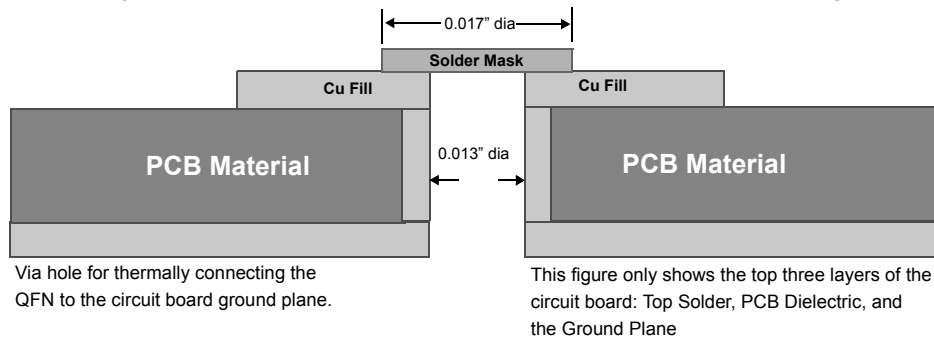 0.017” dia
Solder Mask
Cu Fill
Cu Fill
PCB Material
0.013” dia
PCB Material
Via hole for thermally connecting the
QFN to the circuit board ground plane.
This figure only shows the top three layers of the
circuit board: Top Solder, PCB Dielectric, and
the Ground Plane